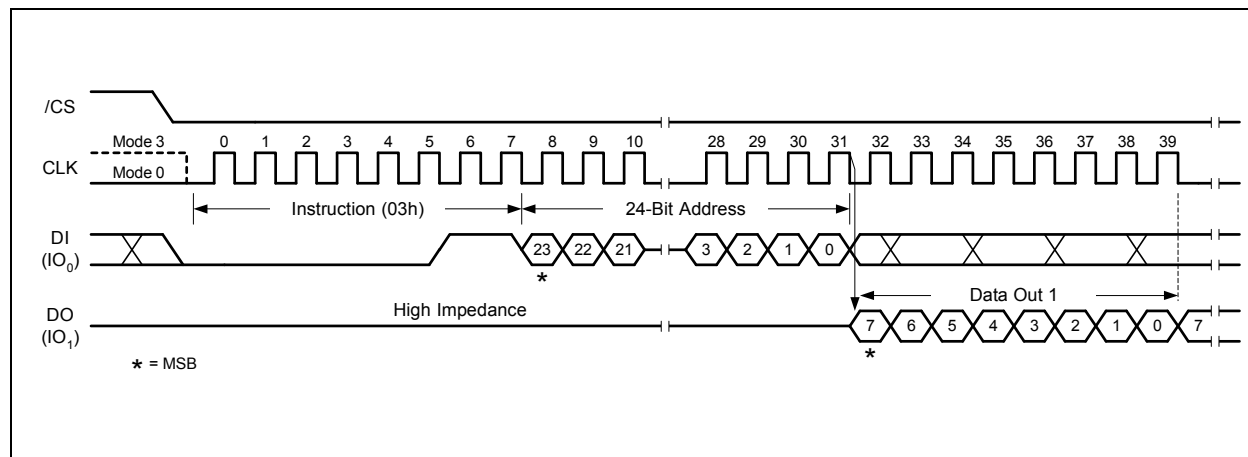 /CS
Mode 3
0 1 2 3 4 5 6 7 8 9 10 28 29 30 31 32 33 34 35 36 37 38 39
CLK
Mode 0
Instruction (03h)
24-Bit Address
DI
(IO0)
23 22 21 3 2 1 0
*
High Impedance
Data Out 1
DO
(IO1)
7 6 5 4 3 2 1 0 7
*
* = MSB